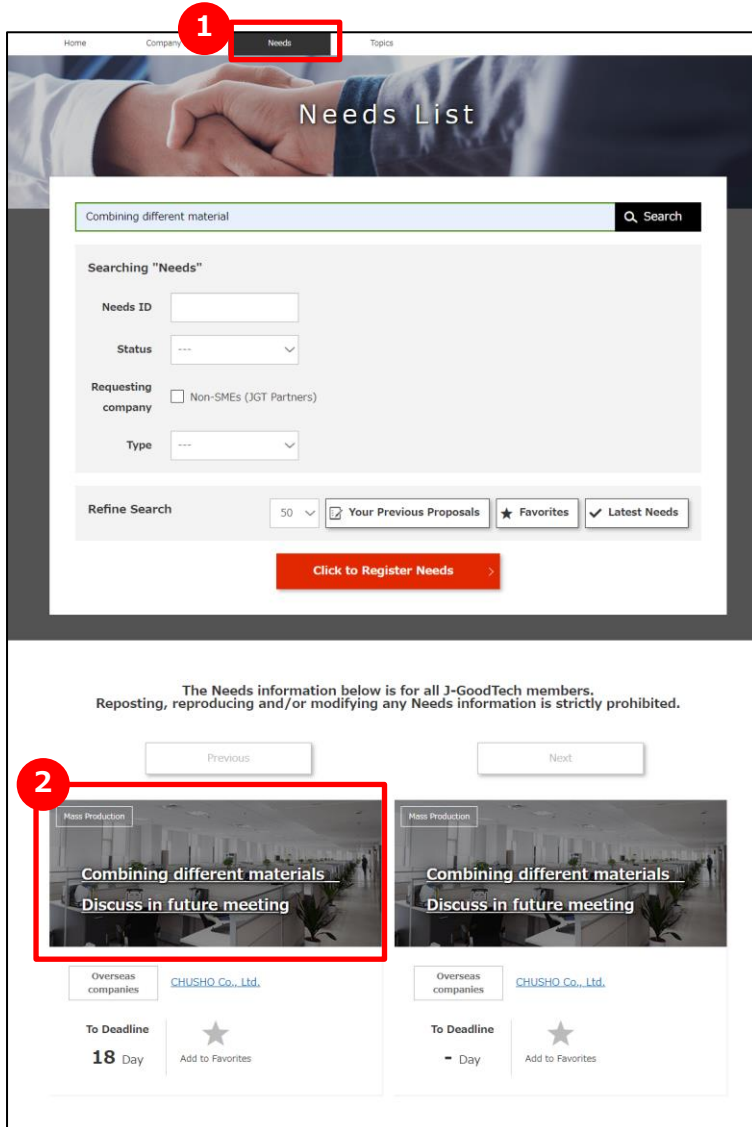 1
Home Company Needs Topics
Needs List
Combining different material Search
Searching "Needs"
Needs ID
Status ---
Requesting
company
Non-SMEs (JGT Partners)
Type ---
Refine Search 50 Your Previous Proposals Favorites Latest Needs
Click to Register Needs
The Needs information below is for all J-GoodTech members.
Reposting, reproducing and/or modifying any Needs information is strictly prohibited.
Previous Next
2
Mass Production
Combining different materials
Discuss in future meeting
Overseas
companies
CHUSHO Co., Ltd.
To Deadline
18 Day
Add to Favorites
Mass Production
Combining different materials
Discuss in future meeting
Overseas
companies
CHUSHO Co., Ltd.
To Deadline
- Day
Add to Favorites